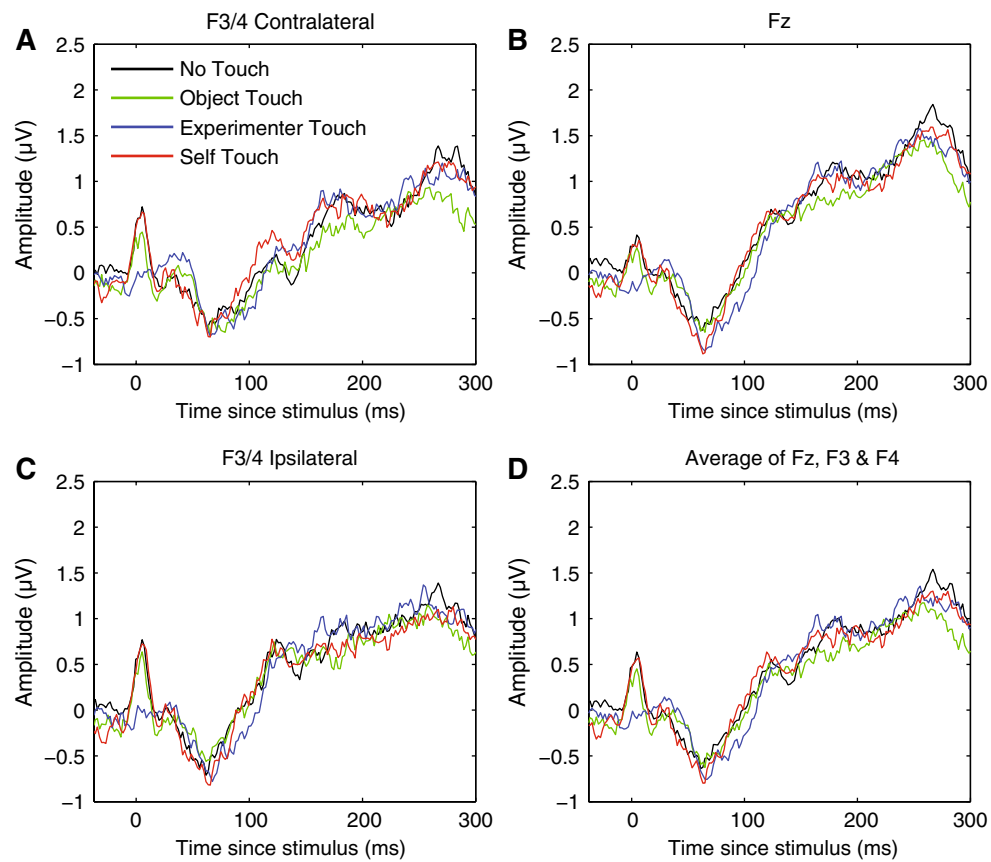 A
F3/4 Contralateral
2.5
2
1.5
1
0.5
0
−0.5
−1
Amplitude (µV)
No Touch
Object Touch
Experimenter Touch
Self Touch
0
100
200
300
Time since stimulus (ms)
B
Fz
2.5
2
1.5
1
0.5
0
−0.5
−1
Amplitude (µV)
0
100
200
300
Time since stimulus (ms)
C
F3/4 Ipsilateral
2.5
2
1.5
1
0.5
0
−0.5
−1
Amplitude (µV)
0
100
200
300
Time since stimulus (ms)
D
Average of Fz, F3 & F4
2.5
2
1.5
1
0.5
0
−0.5
−1
Amplitude (µV)
0
100
200
300
Time since stimulus (ms)